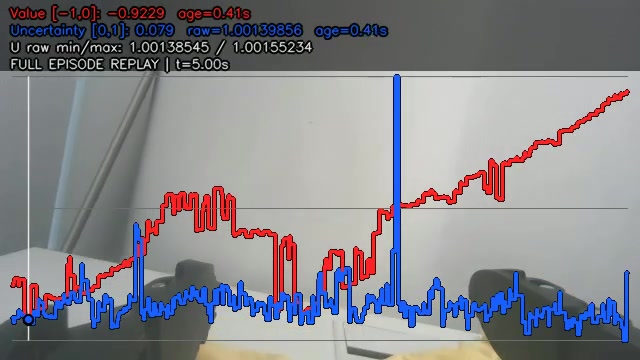 Value [-1,0]: -0.9229 age=0.41s
Uncertainty [0,1]: 0.079 raw=1.00139856 age=0.41s
U raw min/max: 1.00138545 / 1.00155234
FULL EPISODE REPLAY | t=5.00s